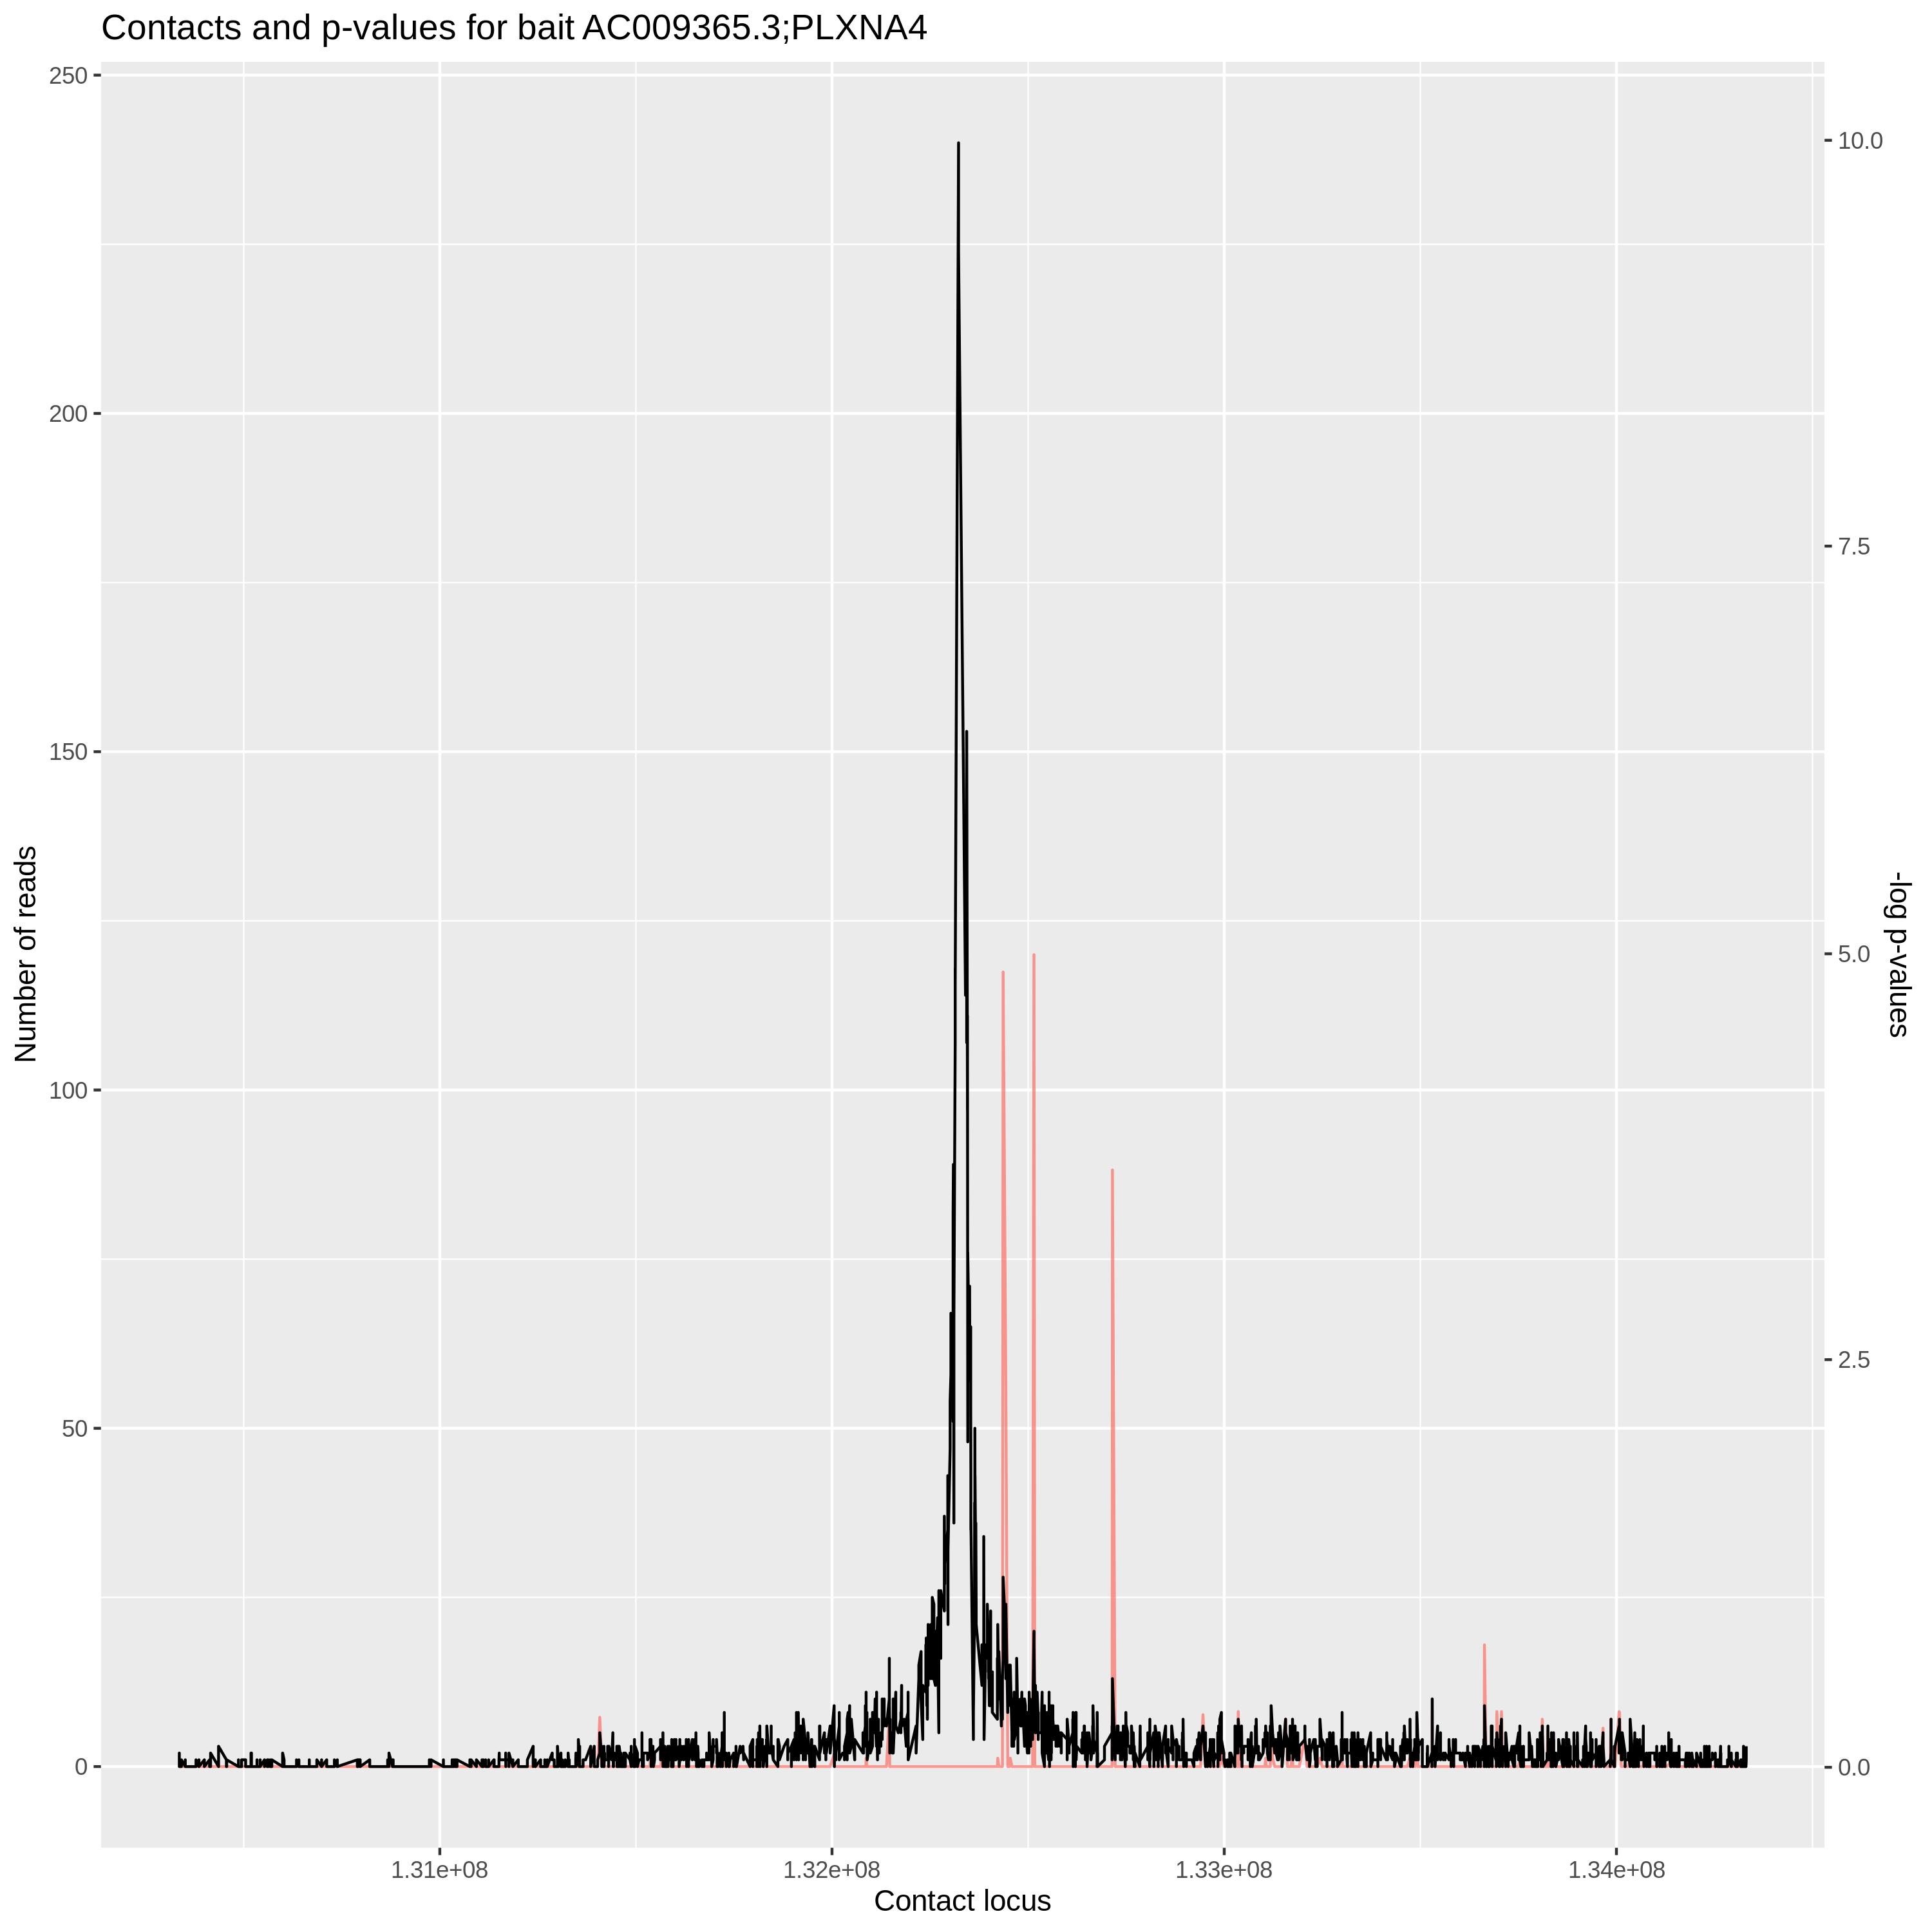 Contacts and p-values for bait AC009365.3;PLXNA4
250
200
150
100
50
0
Number of reads
10.0
7.5
5.0
2.5
0.0
-log p-values
1.31e+08
1.32e+08
1.33e+08
1.34e+08
Contact locus